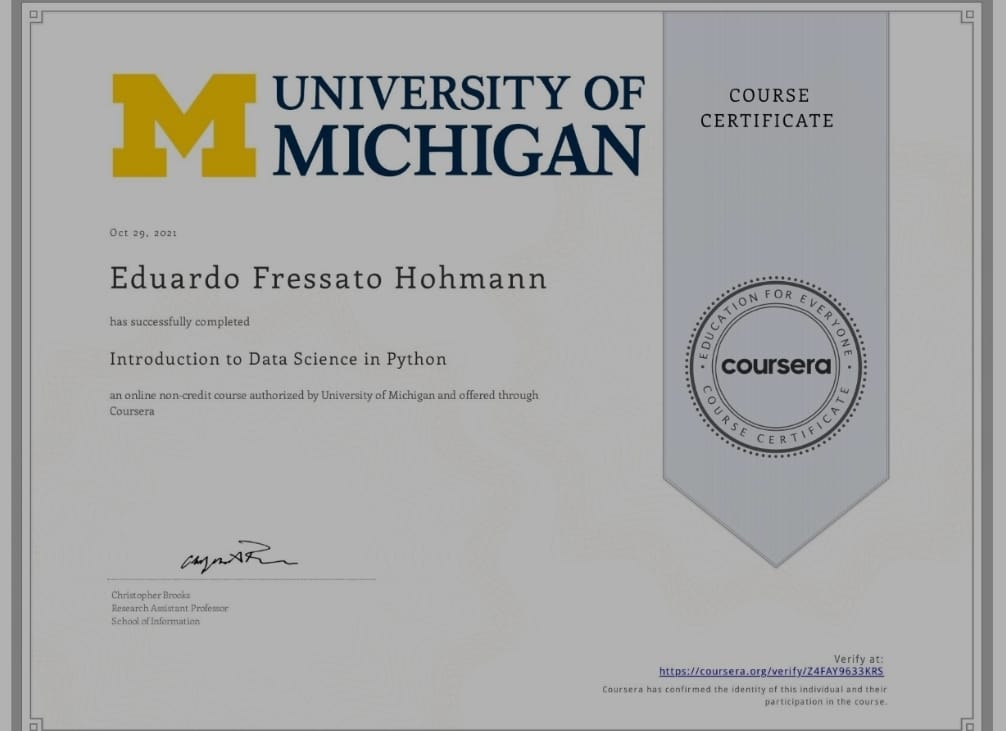 UNIVERSITY OF
MICHIGAN
COURSE
CERTIFICATE
Oct 29, 2021
Eduardo Fressato Hohmann
has successfully completed
Introduction to Data Science in Python
an online non-credit course authorized by University of Michigan and offered through
Coursera
EDUCATION FOR EVERYONE
coursera
COURSE CERTIFICATE
Christopher Brooks
Research Assistant Professor
School of Information
Verify at:
https://coursera.org/verify/Z4FAY9633KRS
Coursera has confirmed the identity of this individual and their
participation in the course.